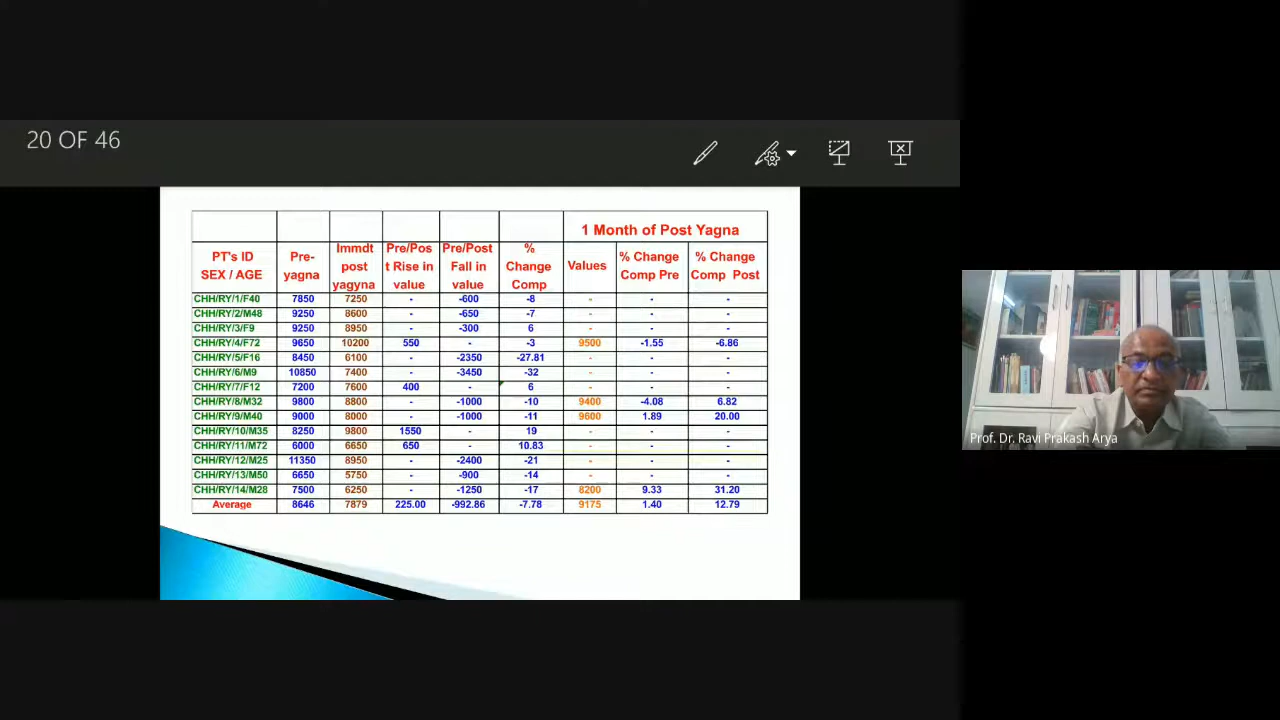 20 OF 46
1 Month of Post Yagna
PT's ID SEX / AGE | Pre-yagna | Immdt post yagyna | Pre/Pos t Rise in value | Pre/Post Fall in value | % Change Comp | Values | % Change Comp Pre | % Change Comp Post
CHH/RY/1/F40 | 7850 | 7250 | - | -600 | -8 | - | - | -
CHH/RY/2/M48 | 9250 | 8600 | - | -650 | -7 | - | - | -
CHH/RY/3/F9 | 9250 | 8950 | - | -300 | 6 | - | - | -
CHH/RY/4/F72 | 9650 | 10200 | 550 | - | -3 | 9500 | -1.55 | -6.86
CHH/RY/5/F16 | 8450 | 6100 | - | -2350 | -27.81 | - | - | -
CHH/RY/6/M9 | 10850 | 7400 | - | -3450 | -32 | - | - | -
CHH/RY/7/F12 | 7200 | 7600 | 400 | - | 6 | - | - | -
CHH/RY/8/M32 | 9800 | 8800 | - | -1000 | -10 | 9400 | -4.08 | 6.82
CHH/RY/9/M40 | 9000 | 8000 | - | -1000 | -11 | 9600 | 1.89 | 20.00
CHH/RY/10/M35 | 8250 | 9800 | 1550 | - | 19 | - | - | -
CHH/RY/11/M72 | 6000 | 6650 | 650 | - | 10.83 | - | - | -
CHH/RY/12/M25 | 11350 | 8950 | - | -2400 | -21 | - | - | -
CHH/RY/13/M50 | 6650 | 5750 | - | -900 | -14 | - | - | -
CHH/RY/14/M28 | 7500 | 6250 | - | -1250 | -17 | 8200 | 9.33 | 31.20
Average | 8646 | 7879 | 225.00 | -992.86 | -7.78 | 9175 | 1.40 | 12.79
Prof. Dr. Ravi Prakash Arya